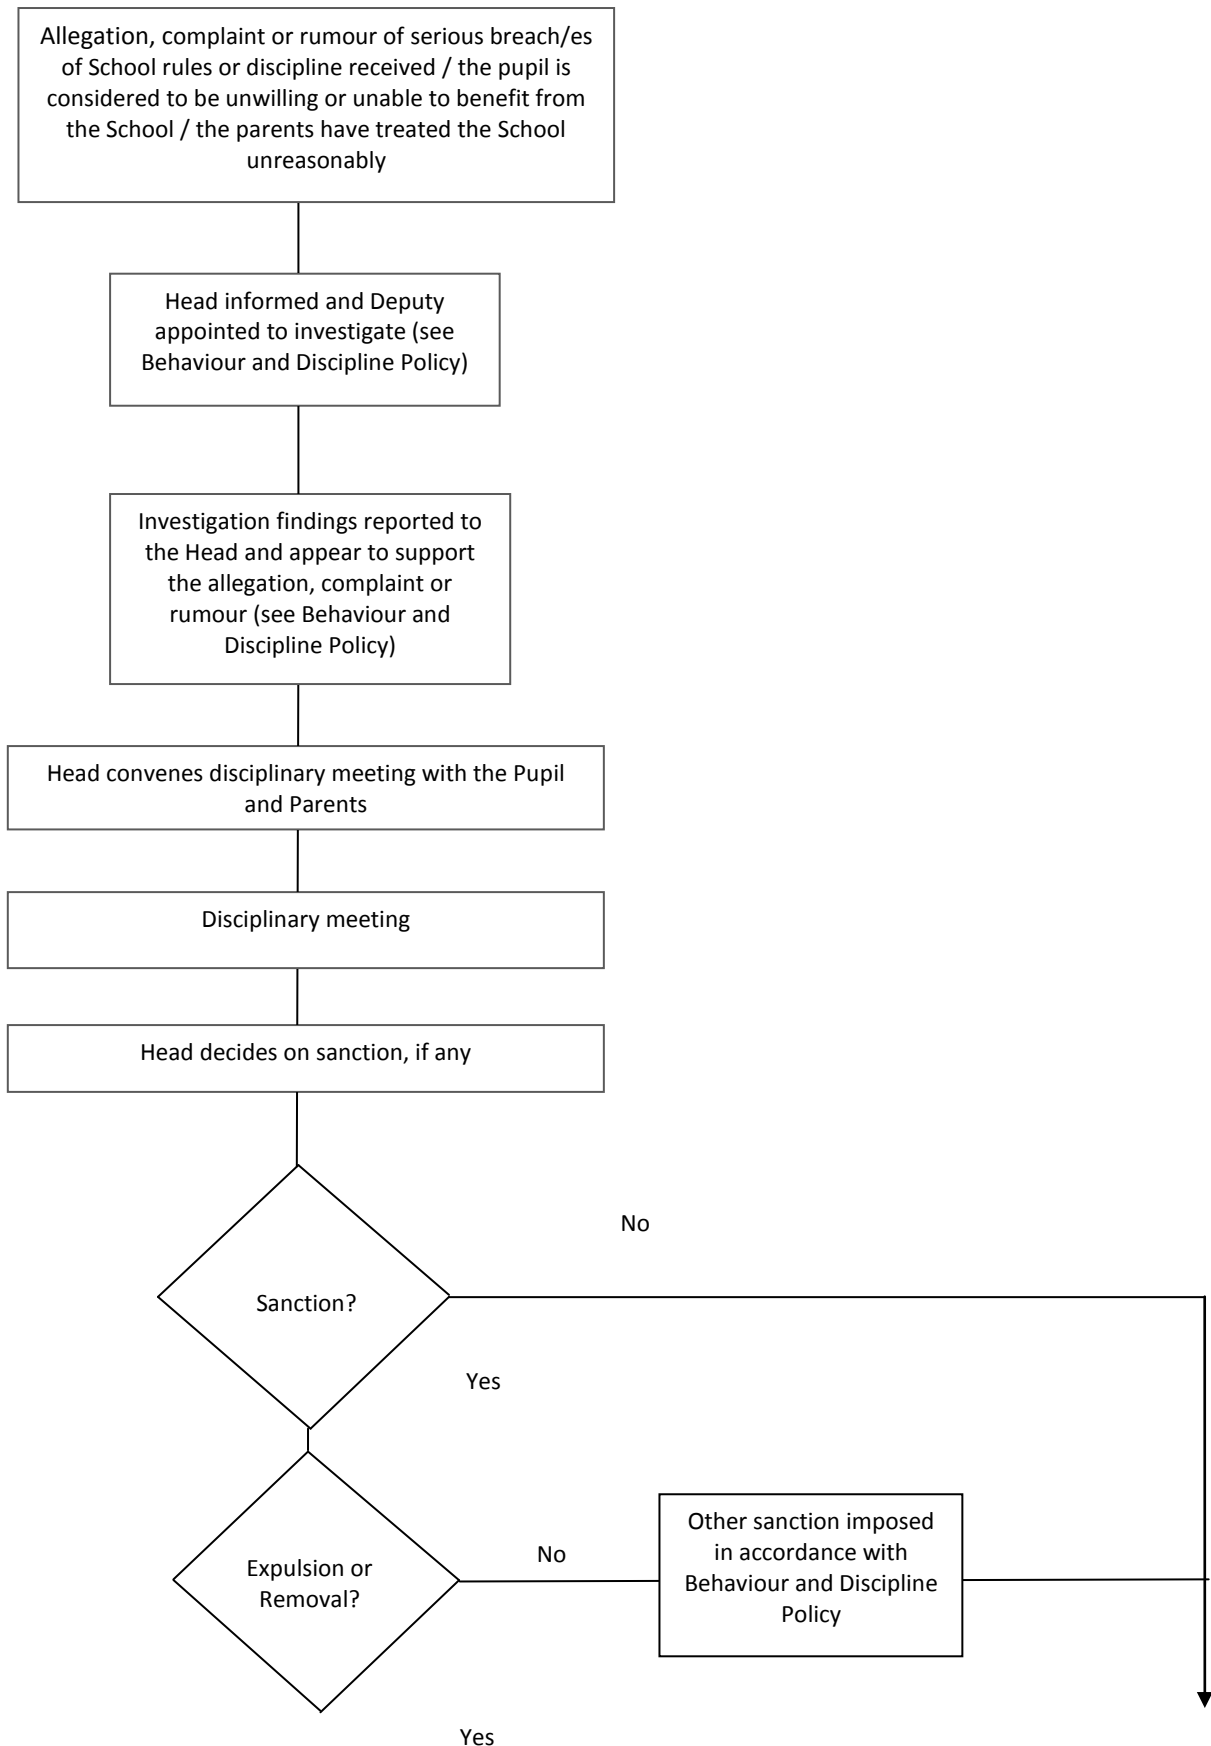 Allegation, complaint or rumour of serious breach/es
of School rules or discipline received / the pupil is
considered to be unwilling or unable to benefit from
the School / the parents have treated the School
unreasonably
Head informed and Deputy
appointed to investigate (see
Behaviour and Discipline Policy)
Investigation findings reported to
the Head and appear to support
the allegation, complaint or
rumour (see Behaviour and
Discipline Policy)
Head convenes disciplinary meeting with the Pupil
and Parents
Disciplinary meeting
Head decides on sanction, if any
No
Sanction?
Yes
Expulsion or
Removal?
No
Other sanction imposed
in accordance with
Behaviour and Discipline
Policy
Yes